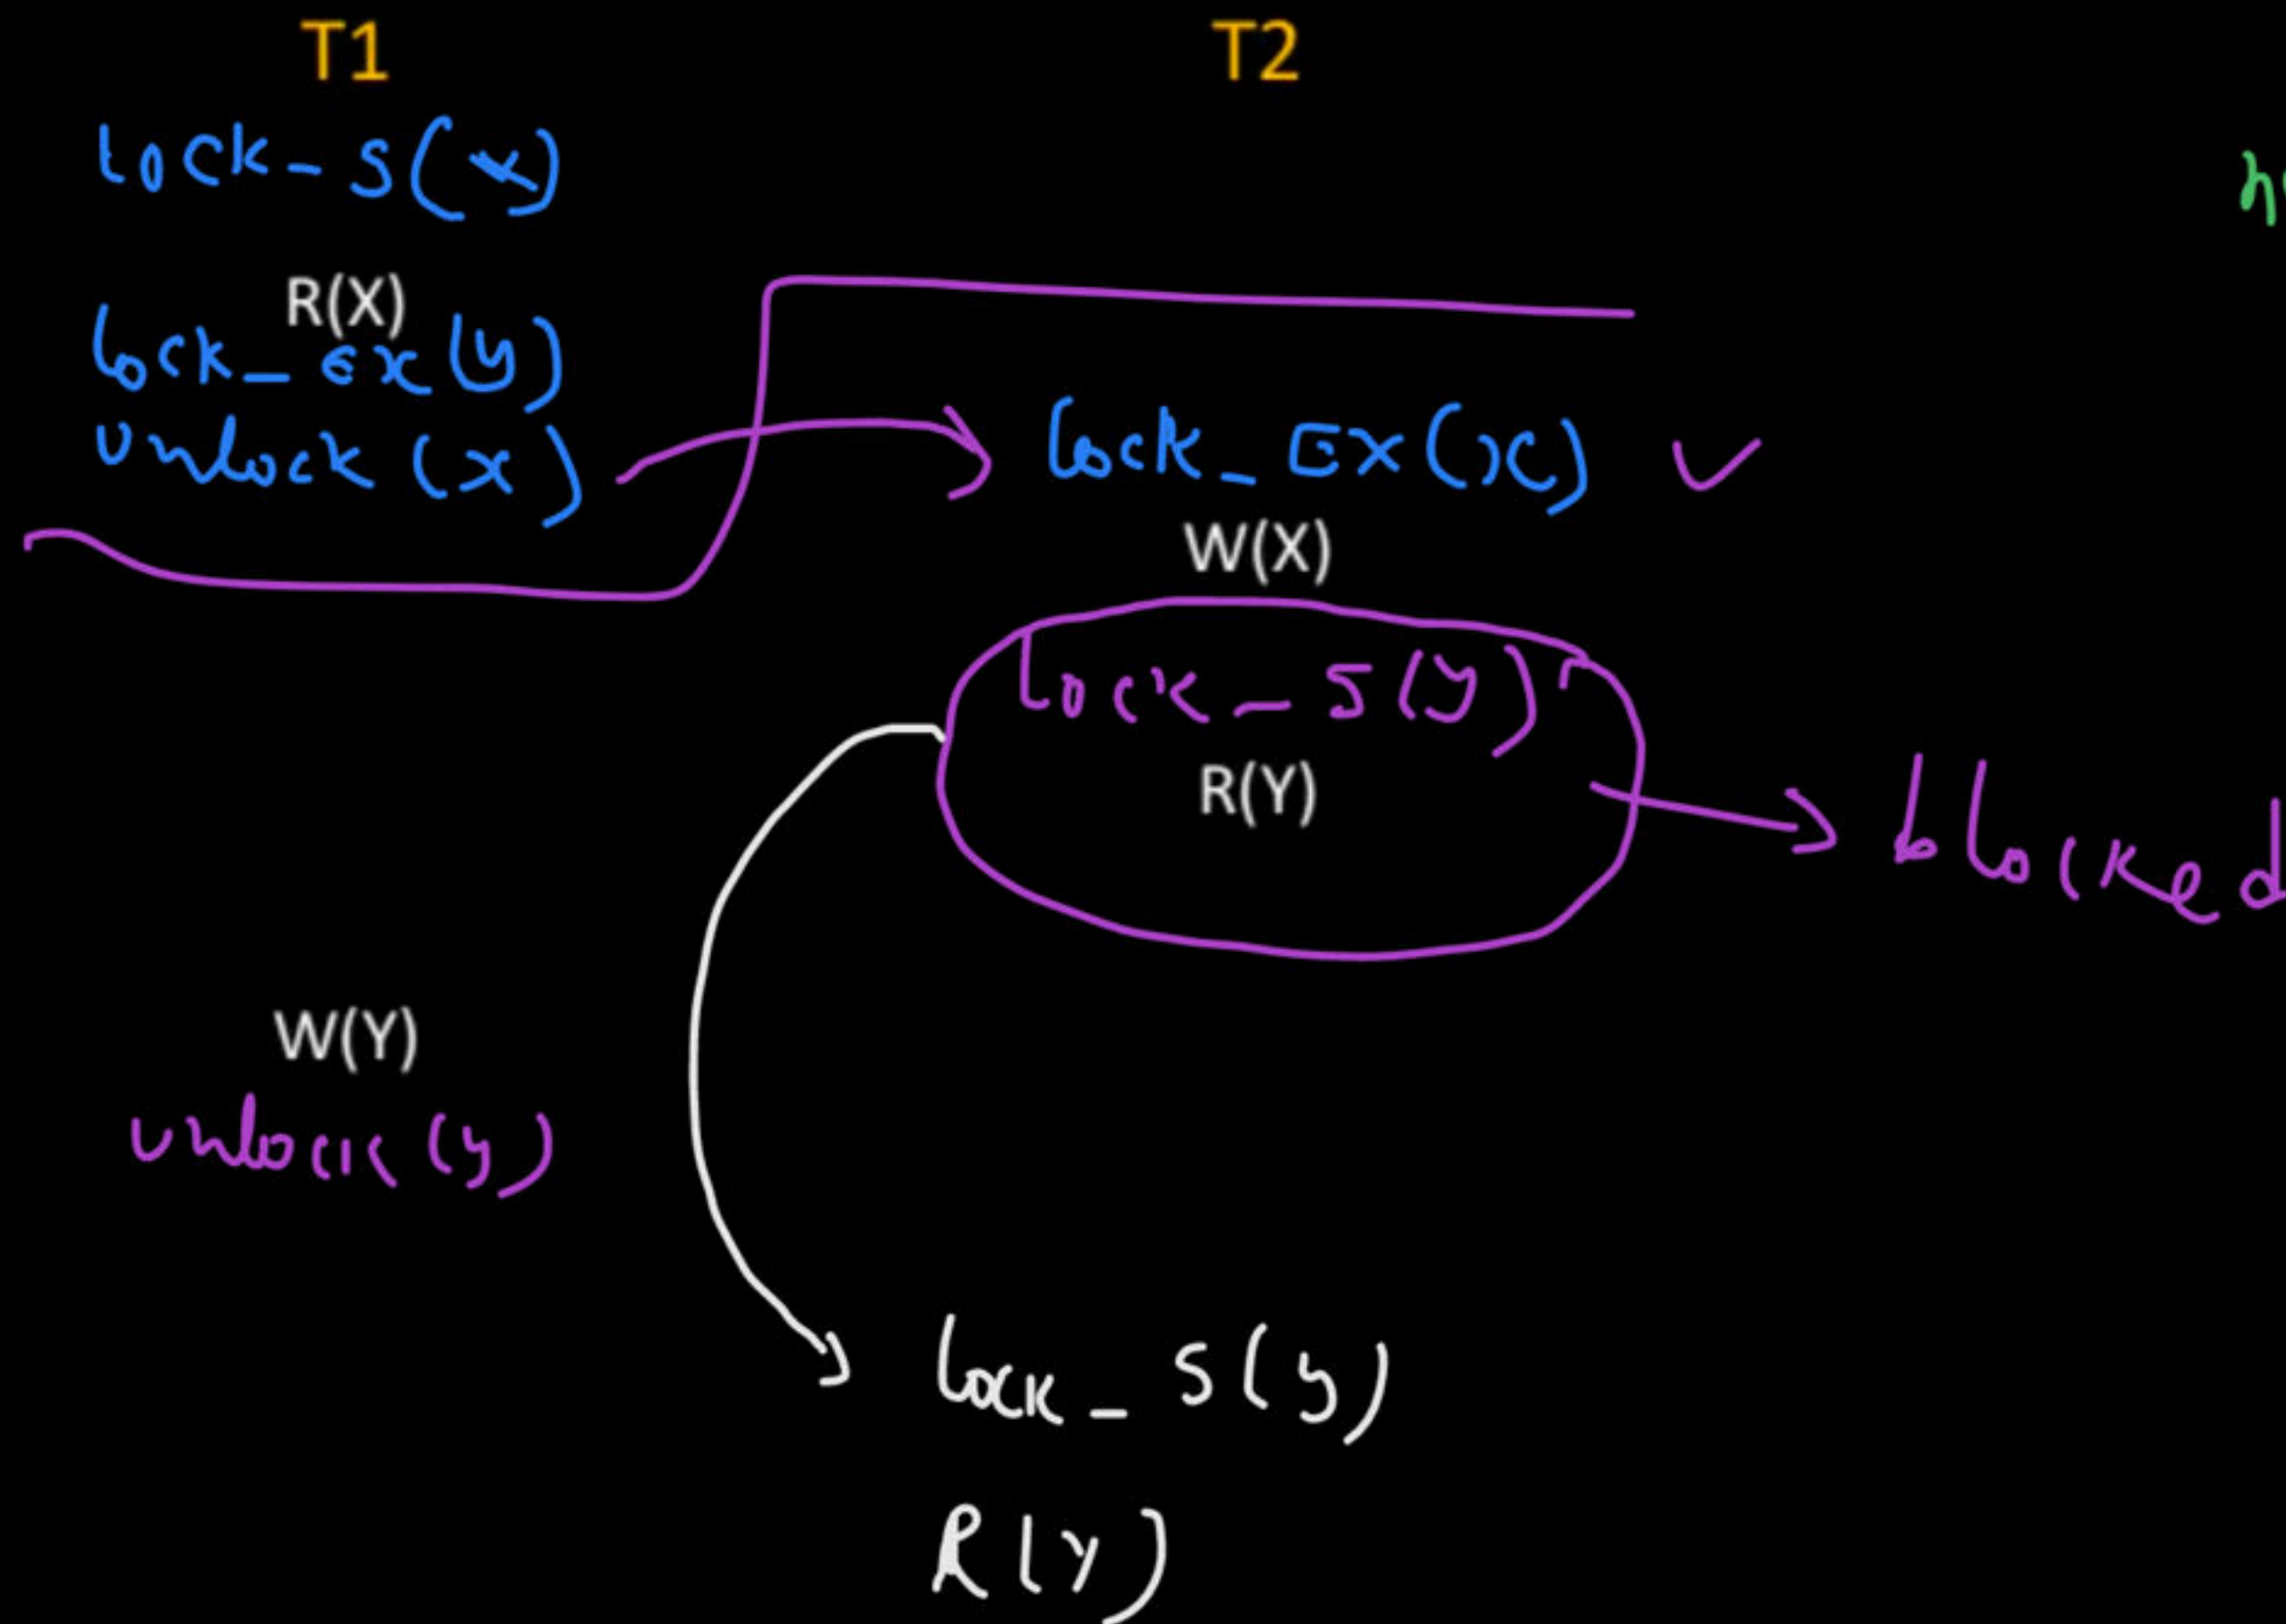 T1 T2
lock-S(x)
R(X)
lock_Ex(y)
unlock(x) lock_EX(x)
W(X)
lock_S(y)
R(Y)
blocked
W(Y)
unlock(y)
lock_S(y)
R(Y)